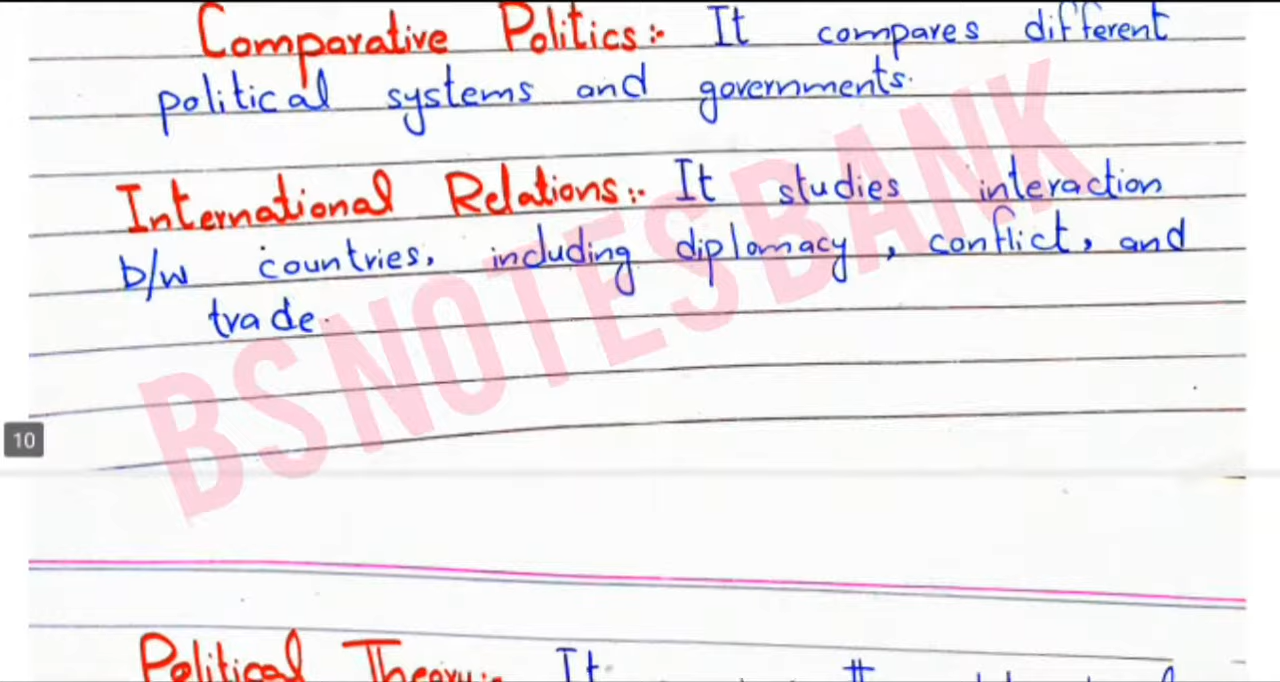 Comparative Politics:- It compares different
political systems and governments.
International Relations:- It studies interaction
b/w countries, including diplomacy, conflict, and
trade.
BSNOTESBANK
10
Political Theory:- It